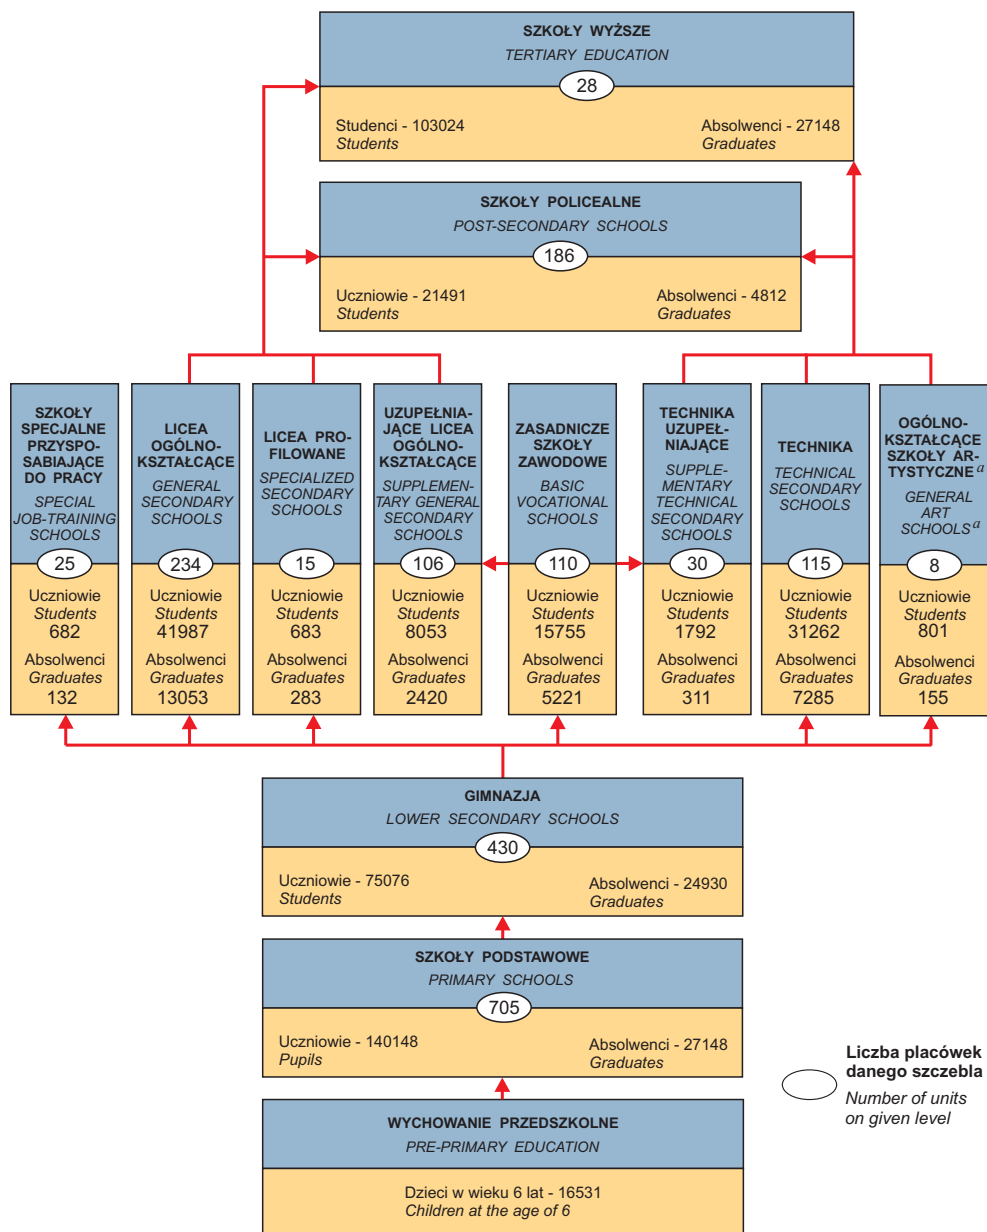 SZKOŁY WYŻSZE
TERTIARY EDUCATION
28
Studenci - 103024
Students
Absolwenci - 27148
Graduates
SZKOŁY POLICEALNE
POST-SECONDARY SCHOOLS
186
Uczniowie - 21491
Students
Absolwenci - 4812
Graduates
SZKOŁY
SPECJALNE
PRZYSPO-
SABIAJĄCE
DO PRACY
SPECIAL
JOB-TRAINING
SCHOOLS
25
Uczniowie
Students
682
Absolwenci
Graduates
132
LICEA
OGÓLNO-
KSZTAŁCĄCE
GENERAL
SECONDARY
SCHOOLS
234
Uczniowie
Students
41987
Absolwenci
Graduates
13053
LICEA PRO-
FILOWANE
SPECIALIZED
SECONDARY
SCHOOLS
15
Uczniowie
Students
683
Absolwenci
Graduates
283
UZUPEŁNIA-
JĄCE LICEA
OGÓLNO-
KSZTAŁCĄCE
SUPPLEMEN-
TARY GENERAL
SECONDARY
SCHOOLS
106
Uczniowie
Students
8053
Absolwenci
Graduates
2420
ZASADNICZE
SZKOŁY
ZAWODOWE
BASIC
VOCATIONAL
SCHOOLS
110
Uczniowie
Students
15755
Absolwenci
Graduates
5221
TECHNIKA
UZUPEŁ-
NIAJĄCE
SUPPLE-
MENTARY
TECHNICAL
SECONDARY
SCHOOLS
30
Uczniowie
Students
1792
Absolwenci
Graduates
311
TECHNIKA
TECHNICAL
SECONDARY
SCHOOLS
115
Uczniowie
Students
31262
Absolwenci
Graduates
7285
OGÓLNO-
KSZTAŁCĄCE
SZKOŁY AR-
TYSTYCZNE a
GENERAL
ART
SCHOOLS a
8
Uczniowie
Students
801
Absolwenci
Graduates
155
GIMNAZJA
LOWER SECONDARY SCHOOLS
430
Uczniowie - 75076
Students
Absolwenci - 24930
Graduates
SZKOŁY PODSTAWOWE
PRIMARY SCHOOLS
705
Uczniowie - 140148
Pupils
Absolwenci - 27148
Graduates
WYCHOWANIE PRZEDSZKOLNE
PRE-PRIMARY EDUCATION
Dzieci w wieku 6 lat - 16531
Children at the age of 6
Liczba placówek
danego szczebla
Number of units
on given level